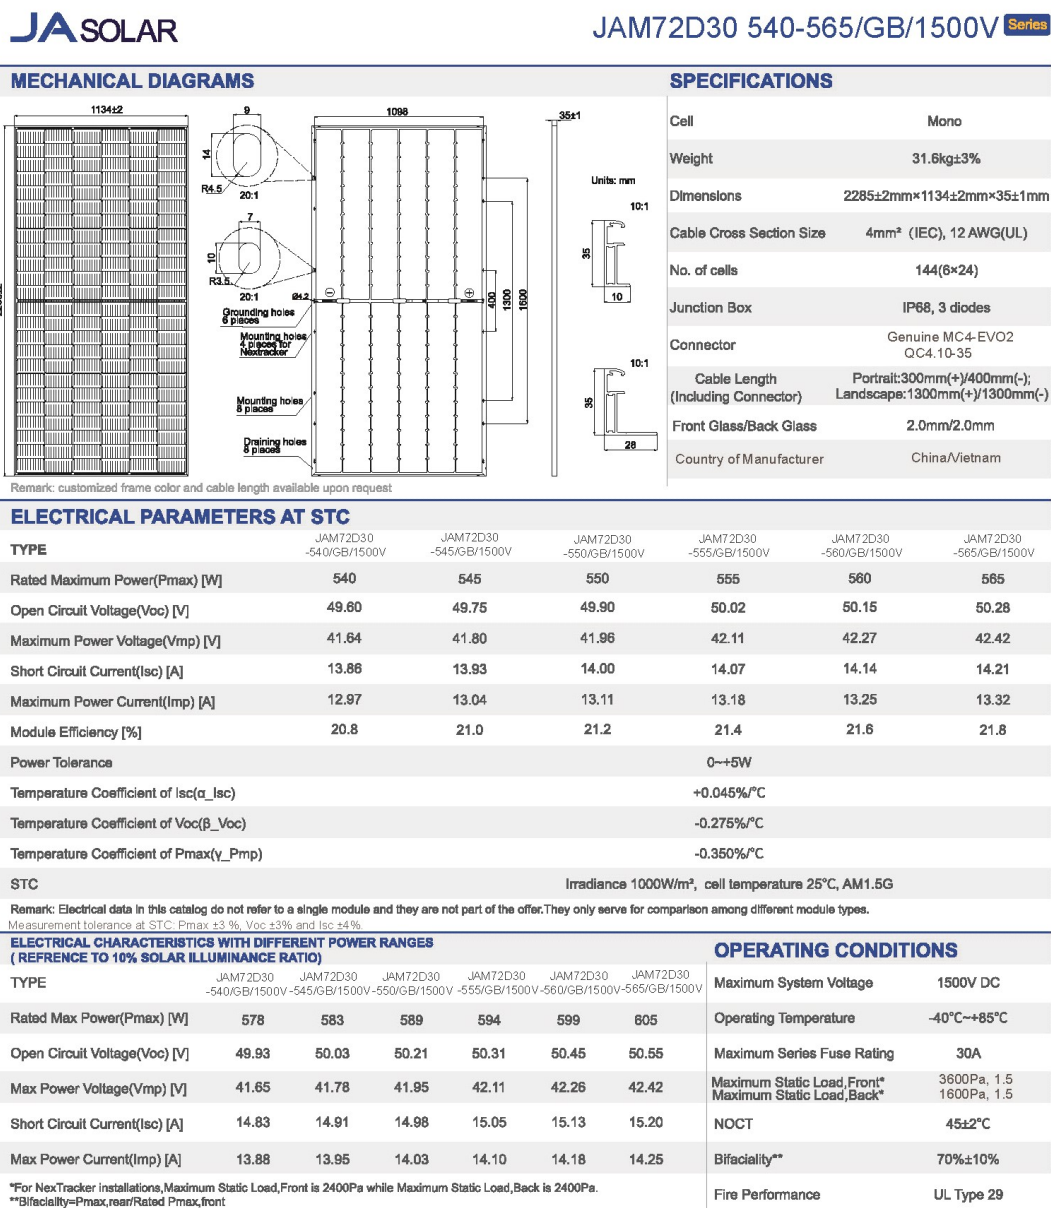 JA SOLAR
JAM72D30 540-565/GB/1500V Series
MECHANICAL DIAGRAMS
1134±2
9
14
R4.5
20:1
7
10
R3.5
20:1
1098
Ø4.2
Grounding holes
6 places
Mounting holes
4 places for
Nextracker
Mounting holes
8 places
Draining holes
8 places
400
1300
1600
35±1
Units: mm
10:1
35
10
10:1
35
28
Remark: customized frame color and cable length available upon request
SPECIFICATIONS
Cell Mono
Weight 31.6kg±3%
Dimensions 2285±2mm×1134±2mm×35±1mm
Cable Cross Section Size 4mm² (IEC), 12 AWG(UL)
No. of cells 144(6×24)
Junction Box IP68, 3 diodes
Connector Genuine MC4-EVO2
QC4.10-35
Cable Length Portrait:300mm(+)/400mm(-);
(Including Connector) Landscape:1300mm(+)/1300mm(-)
Front Glass/Back Glass 2.0mm/2.0mm
Country of Manufacturer China/Vietnam
ELECTRICAL PARAMETERS AT STC
TYPE JAM72D30 -540/GB/1500V JAM72D30 -545/GB/1500V JAM72D30 -550/GB/1500V JAM72D30 -555/GB/1500V JAM72D30 -560/GB/1500V JAM72D30 -565/GB/1500V
Rated Maximum Power(Pmax) [W] 540 545 550 555 560 565
Open Circuit Voltage(Voc) [V] 49.60 49.75 49.90 50.02 50.15 50.28
Maximum Power Voltage(Vmp) [V] 41.64 41.80 41.96 42.11 42.27 42.42
Short Circuit Current(Isc) [A] 13.86 13.93 14.00 14.07 14.14 14.21
Maximum Power Current(Imp) [A] 12.97 13.04 13.11 13.18 13.25 13.32
Module Efficiency [%] 20.8 21.0 21.2 21.4 21.6 21.8
Power Tolerance 0~+5W
Temperature Coefficient of Isc(α_Isc) +0.045%/°C
Temperature Coefficient of Voc(β_Voc) -0.275%/°C
Temperature Coefficient of Pmax(γ_Pmp) -0.350%/°C
STC Irradiance 1000W/m², cell temperature 25°C, AM1.5G
Remark: Electrical data in this catalog do not refer to a single module and they are not part of the offer.They only serve for comparison among different module types.
Measurement tolerance at STC: Pmax ±3 %, Voc ±3% and Isc ±4%.
ELECTRICAL CHARACTERISTICS WITH DIFFERENT POWER RANGES
( REFRENCE TO 10% SOLAR ILLUMINANCE RATIO)
TYPE JAM72D30 -540/GB/1500V JAM72D30 -545/GB/1500V JAM72D30 -550/GB/1500V JAM72D30 -555/GB/1500V JAM72D30 -560/GB/1500V JAM72D30 -565/GB/1500V
Rated Max Power(Pmax) [W] 578 583 589 594 599 605
Open Circuit Voltage(Voc) [V] 49.93 50.03 50.21 50.31 50.45 50.55
Max Power Voltage(Vmp) [V] 41.65 41.78 41.95 42.11 42.26 42.42
Short Circuit Current(Isc) [A] 14.83 14.91 14.98 15.05 15.13 15.20
Max Power Current(Imp) [A] 13.88 13.95 14.03 14.10 14.18 14.25
*For NexTracker installations,Maximum Static Load,Front is 2400Pa while Maximum Static Load,Back is 2400Pa.
**Bifaciality=Pmax,rear/Rated Pmax,front
OPERATING CONDITIONS
Maximum System Voltage 1500V DC
Operating Temperature -40°C~+85°C
Maximum Series Fuse Rating 30A
Maximum Static Load,Front* 3600Pa, 1.5
Maximum Static Load,Back* 1600Pa, 1.5
NOCT 45±2°C
Bifaciality** 70%±10%
Fire Performance UL Type 29